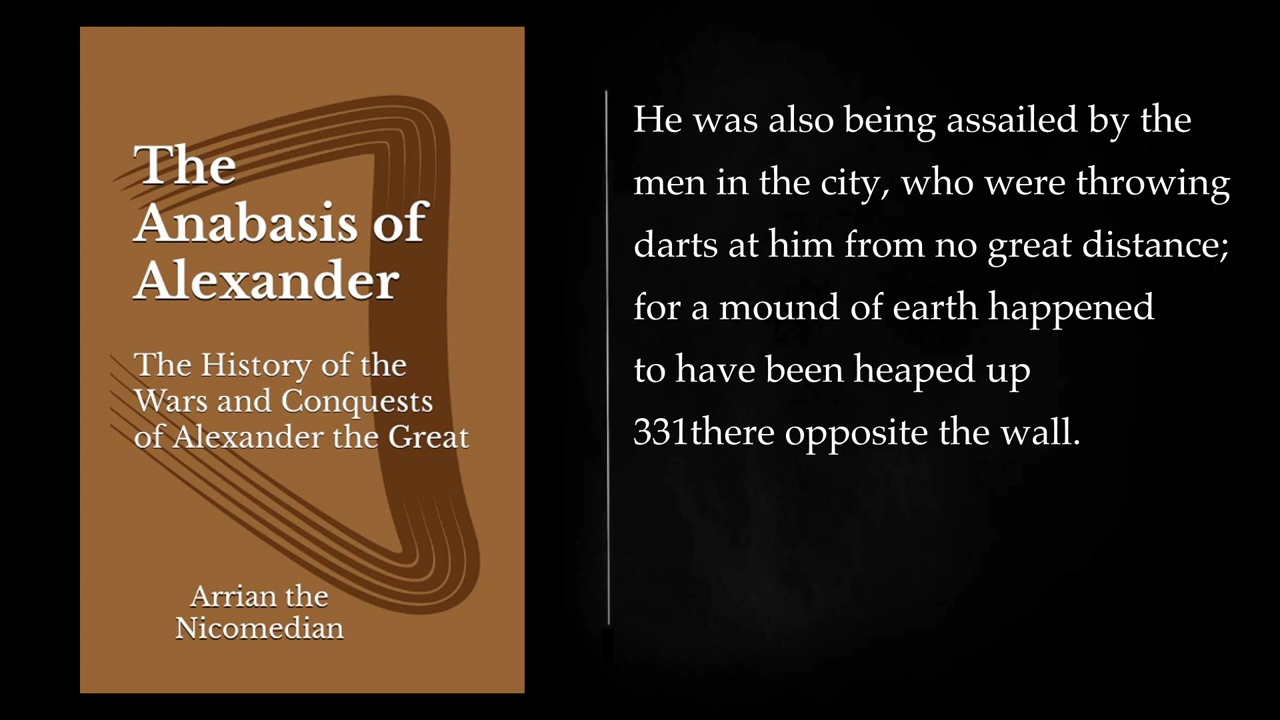 The
Anabasis of
Alexander
The History of the
Wars and Conquests
of Alexander the Great
Arrian the
Nicomedian
He was also being assailed by the
men in the city, who were throwing
darts at him from no great distance;
for a mound of earth happened
to have been heaped up
331there opposite the wall.